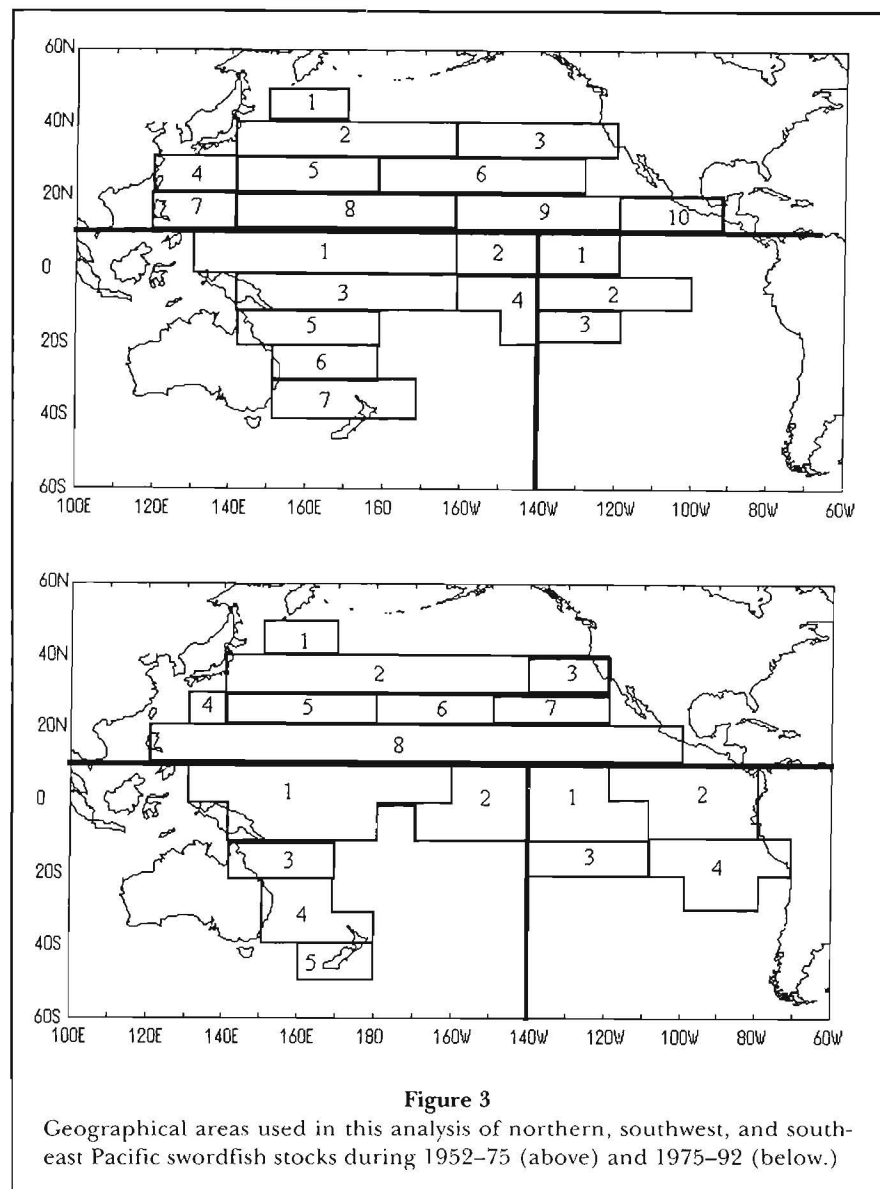 60N
1
40N
2 3
4 5 6
20N
7 8 9 10
0
1 2 1
3 4 2
5 3
20S
6
7
40S
60S
100E 120E 140E 160E 180 160W 140W 120W 100W 80W 60W
60N
1
40N
2 3
4 5 6 7
20N
8
0
1 2 1 2
3 3 4
20S
4
40S
5
60S
100E 120E 140E 160E 180 160W 140W 120W 100W 80W 60W
Figure 3
Geographical areas used in this analysis of northern, southwest, and south-
east Pacific swordfish stocks during 1952–75 (above) and 1975–92 (below.)